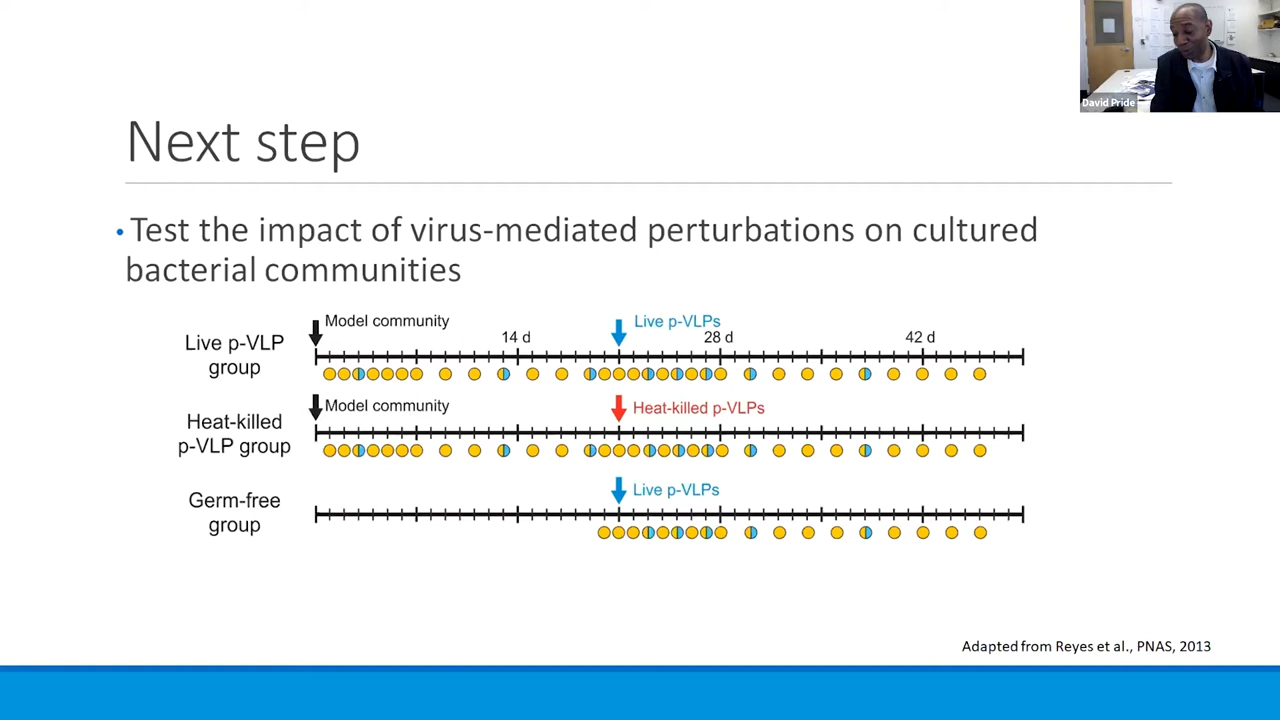 David Pride
Next step
• Test the impact of virus-mediated perturbations on cultured
bacterial communities
Model community
Live p-VLPs
14 d
28 d
42 d
Live p-VLP
group
Model community
Heat-killed p-VLPs
Heat-killed
p-VLP group
Live p-VLPs
Germ-free
group
Adapted from Reyes et al., PNAS, 2013